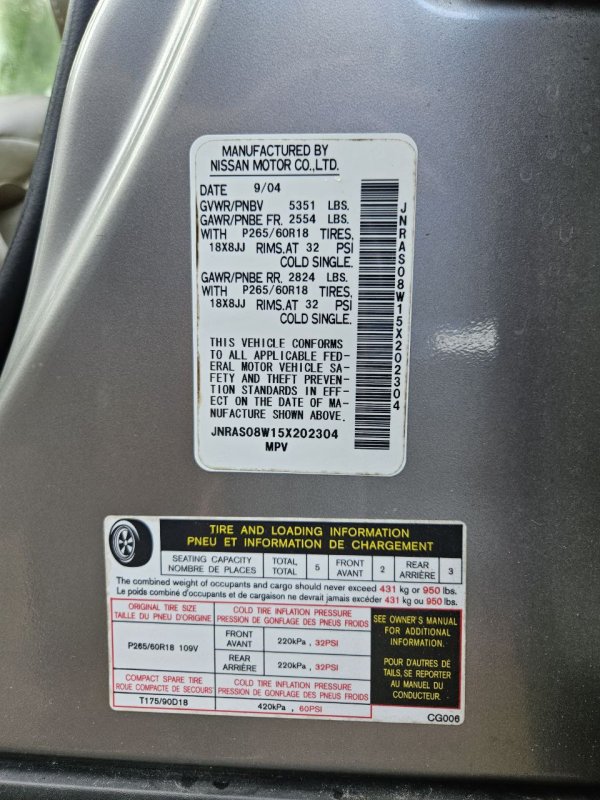 MANUFACTURED BY
NISSAN MOTOR CO.,LTD.
DATE 9/04
GVWR/PNBV 5351 LBS.
GAWR/PNBE FR. 2554 LBS.
WITH P265/60R18 TIRES,
18X8JJ RIMS,AT 32 PSI
COLD SINGLE.
GAWR/PNBE RR. 2824 LBS.
WITH P265/60R18 TIRES,
18X8JJ RIMS,AT 32 PSI
COLD SINGLE.
THIS VEHICLE CONFORMS
TO ALL APPLICABLE FED-
ERAL MOTOR VEHICLE SA-
FETY AND THEFT PREVEN-
TION STANDARDS IN EFF-
ECT ON THE DATE OF MA-
NUFACTURE SHOWN ABOVE.
JNRAS08W15X202304
MPV
JNRAS08W15X202304
TIRE AND LOADING INFORMATION
PNEU ET INFORMATION DE CHARGEMENT
SEATING CAPACITY TOTAL 5 FRONT 2 REAR 3
NOMBRE DE PLACES TOTAL AVANT ARRIÈRE
The combined weight of occupants and cargo should never exceed 431 kg or 950 lbs.
Le poids combiné d'occupants et de cargaison ne devrait jamais excéder 431 kg ou 950 lbs.
ORIGINAL TIRE SIZE
TAILLE DU PNEU D'ORIGINE
COLD TIRE INFLATION PRESSURE
PRESSION DE GONFLAGE DES PNEUS FROIDS
P265/60R18 109V
FRONT
AVANT
220kPa , 32PSI
REAR
ARRIÈRE
220kPa , 32PSI
COMPACT SPARE TIRE
ROUE COMPACTE DE SECOURS
COLD TIRE INFLATION PRESSURE
PRESSION DE GONFLAGE DES PNEUS FROIDS
T175/90D18
420kPa , 60PSI
SEE OWNER'S MANUAL
FOR ADDITIONAL
INFORMATION.
POUR D'AUTRES DE
TAILS, SE REPORTER
AU MANUEL DU
CONDUCTEUR.
CG006